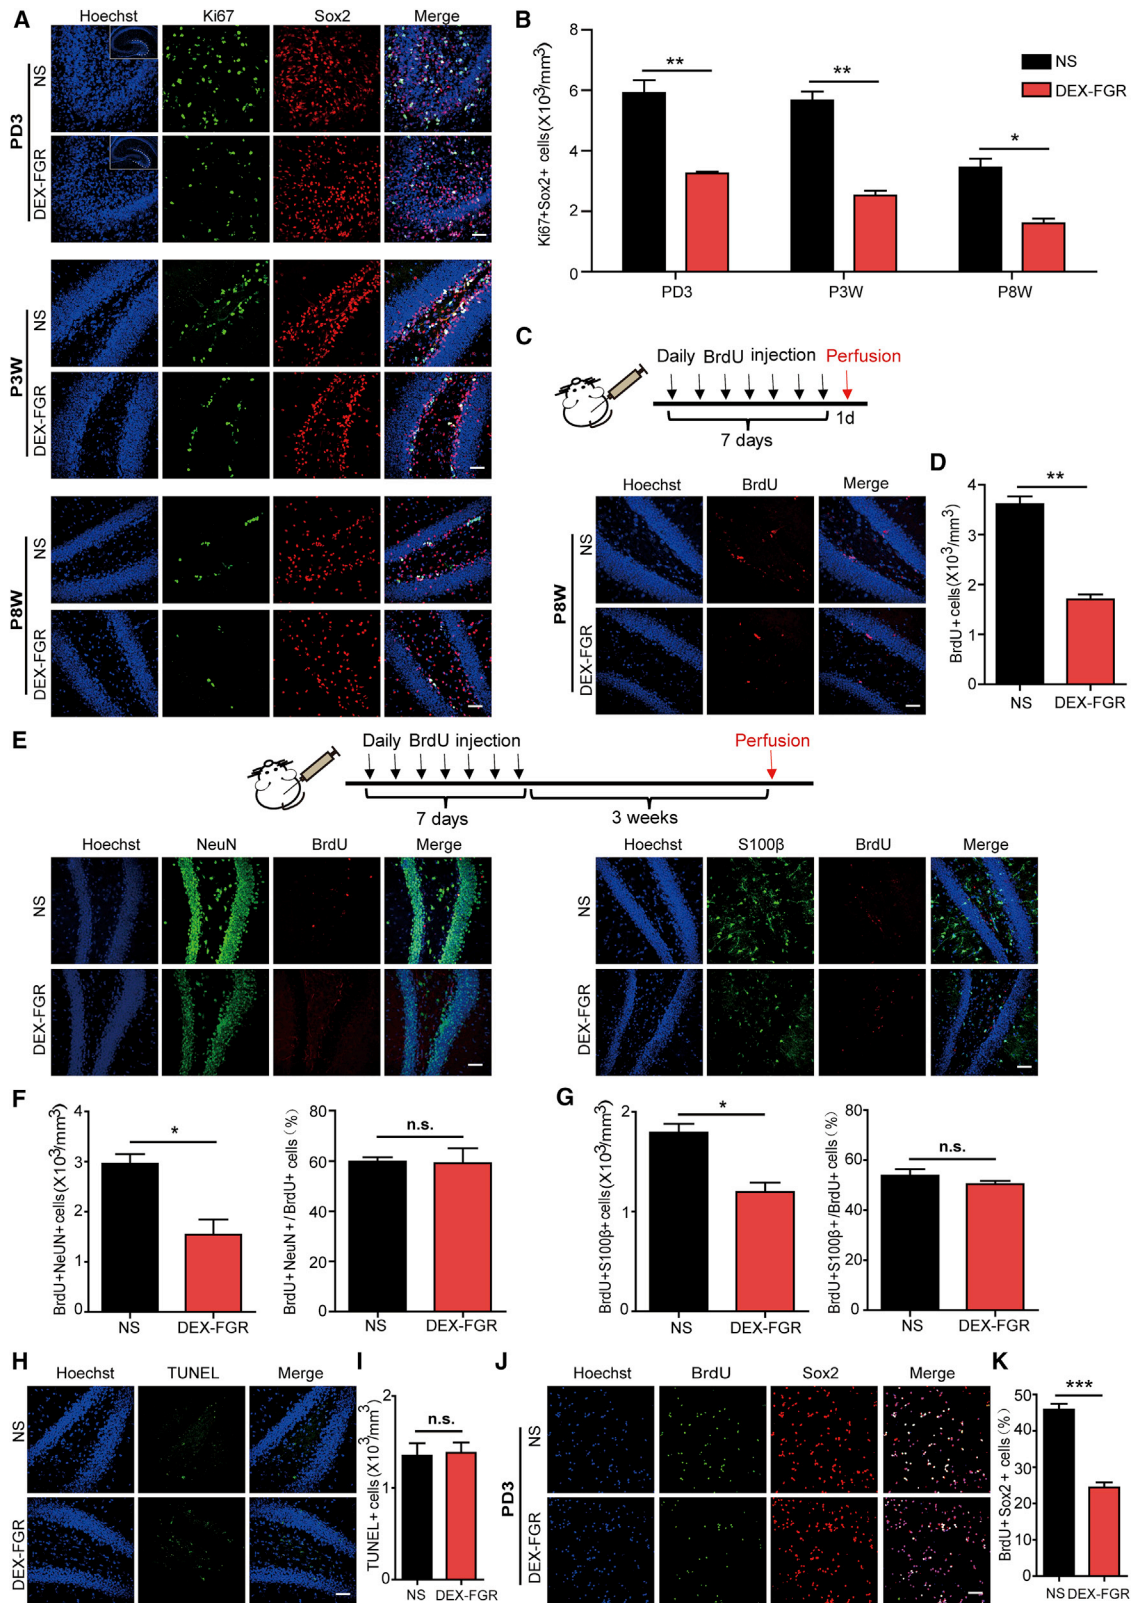 A
Hoechst Ki67 Sox2 Merge
PD3
NS
DEX-FGR
P3W
NS
DEX-FGR
P8W
NS
DEX-FGR
B
Ki67+Sox2+ cells(X10³/mm³)
8
6
4
2
0
** ** *
NS
DEX-FGR
PD3 P3W P8W
C
Daily BrdU injection Perfusion
7 days 1d
Hoechst BrdU Merge
P8W
NS
DEX-FGR
D
BrdU+ cells(X10³/mm³)
4
3
2
1
0
**
NS DEX-FGR
E
Daily BrdU injection Perfusion
7 days 3 weeks
Hoechst NeuN BrdU Merge
NS
DEX-FGR
Hoechst S100β BrdU Merge
NS
DEX-FGR
F
BrdU+NeUN+cells(X10³/mm³)
4
3
2
1
0
*
NS DEX-FGR
BrdU+NeuN+/BrdU+ cells (%)
80
60
40
20
0
n.s.
NS DEX-FGR
G
BrdU+S100β+cells(X10³/mm³)
2
1
0
*
NS DEX-FGR
BrdU+S100β+/BrdU+ cells (%)
80
60
40
20
0
n.s.
NS DEX-FGR
H
Hoechst TUNEL Merge
NS
DEX-FGR
I
TUNEL+cells(X10³/mm³)
2
1
0
n.s.
NS DEX-FGR
J
Hoechst BrdU Sox2 Merge
PD3
NS
DEX-FGR
K
BrdU+Sox2+ cells (%)
50
40
30
20
10
0
***
NS DEX-FGR